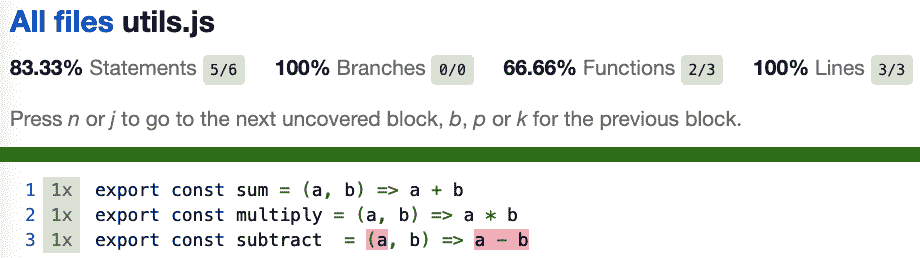 All files utils.js
83.33% Statements 5/6 100% Branches 0/0 66.66% Functions 2/3 100% Lines 3/3
Press n or j to go to the next uncovered block, b, p or k for the previous block.
1 1x export const sum = (a, b) => a + b
2 1x export const multiply = (a, b) => a * b
3 1x export const subtract  = (a, b) => a - b